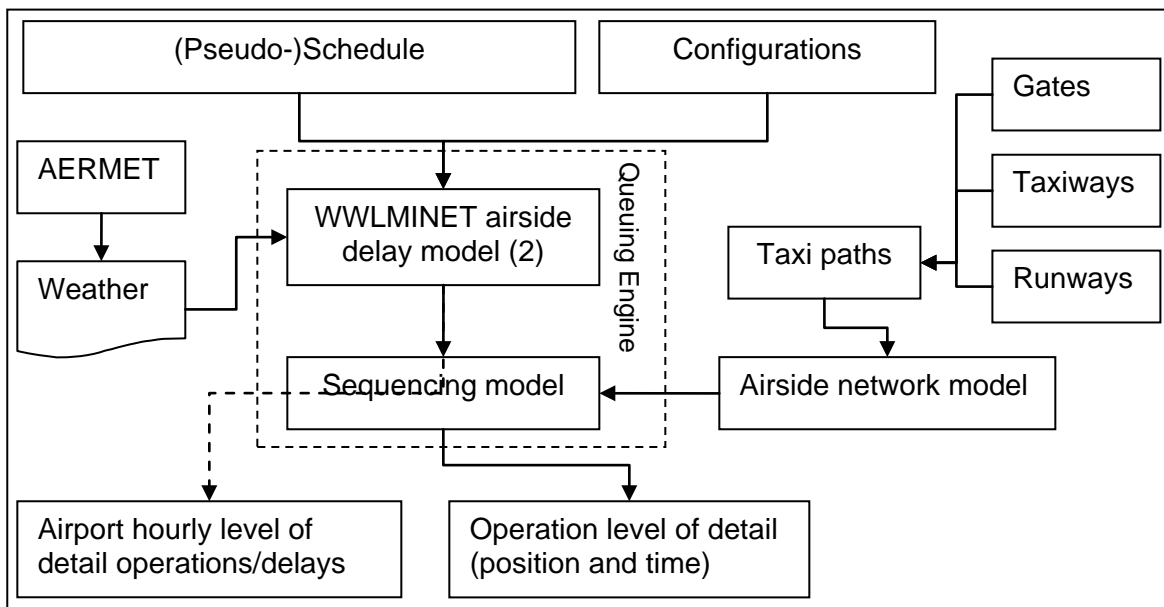 (Pseudo-)Schedule
Configurations
Gates
AERMET
Queuing Engine
Taxiways
WWLMINET airside
delay model (2)
Taxi paths
Weather
Runways
Sequencing model
Airside network model
Airport hourly level of
detail operations/delays
Operation level of detail
(position and time)